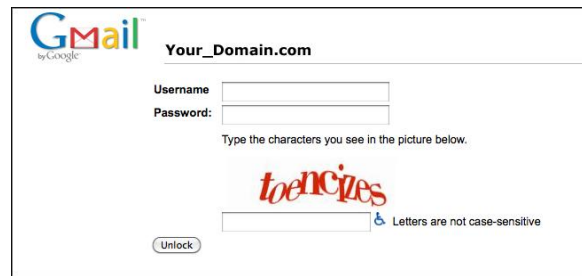 Gmail
by Google
Your_Domain.com
Username
Password:
Type the characters you see in the picture below.
toencizes
Letters are not case-sensitive
Unlock